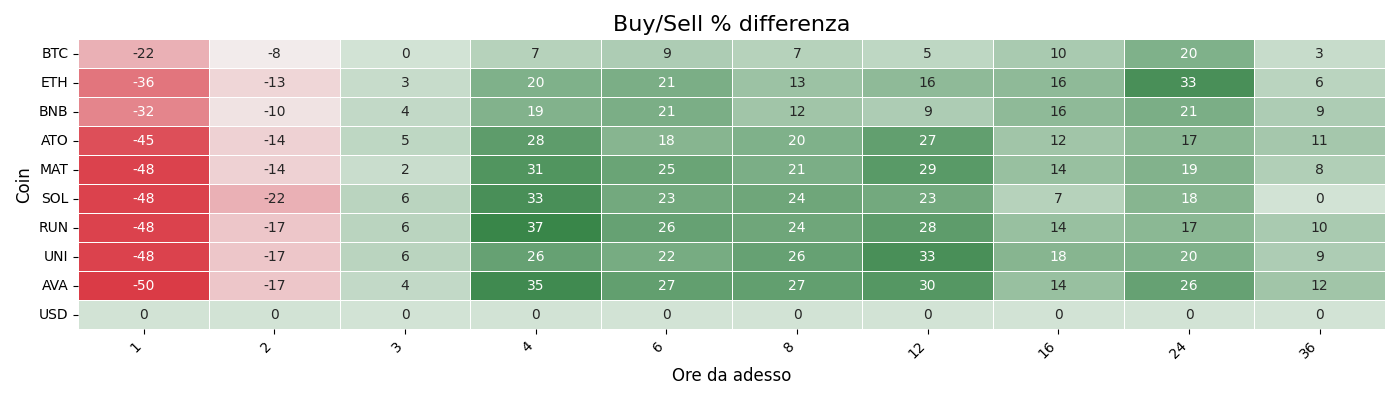 Buy/Sell % differenza
Coin
BTC -22 -8 0 7 9 7 5 10 20 3
ETH -36 -13 3 20 21 13 16 16 33 6
BNB -32 -10 4 19 21 12 9 16 21 9
ATO -45 -14 5 28 18 20 27 12 17 11
MAT -48 -14 2 31 25 21 29 14 19 8
SOL -48 -22 6 33 23 24 23 7 18 0
RUN -48 -17 6 37 26 24 28 14 17 10
UNI -48 -17 6 26 22 26 33 18 20 9
AVA -50 -17 4 35 27 27 30 14 26 12
USD 0 0 0 0 0 0 0 0 0 0
1 2 3 4 6 8 12 16 24 36
Ore da adesso